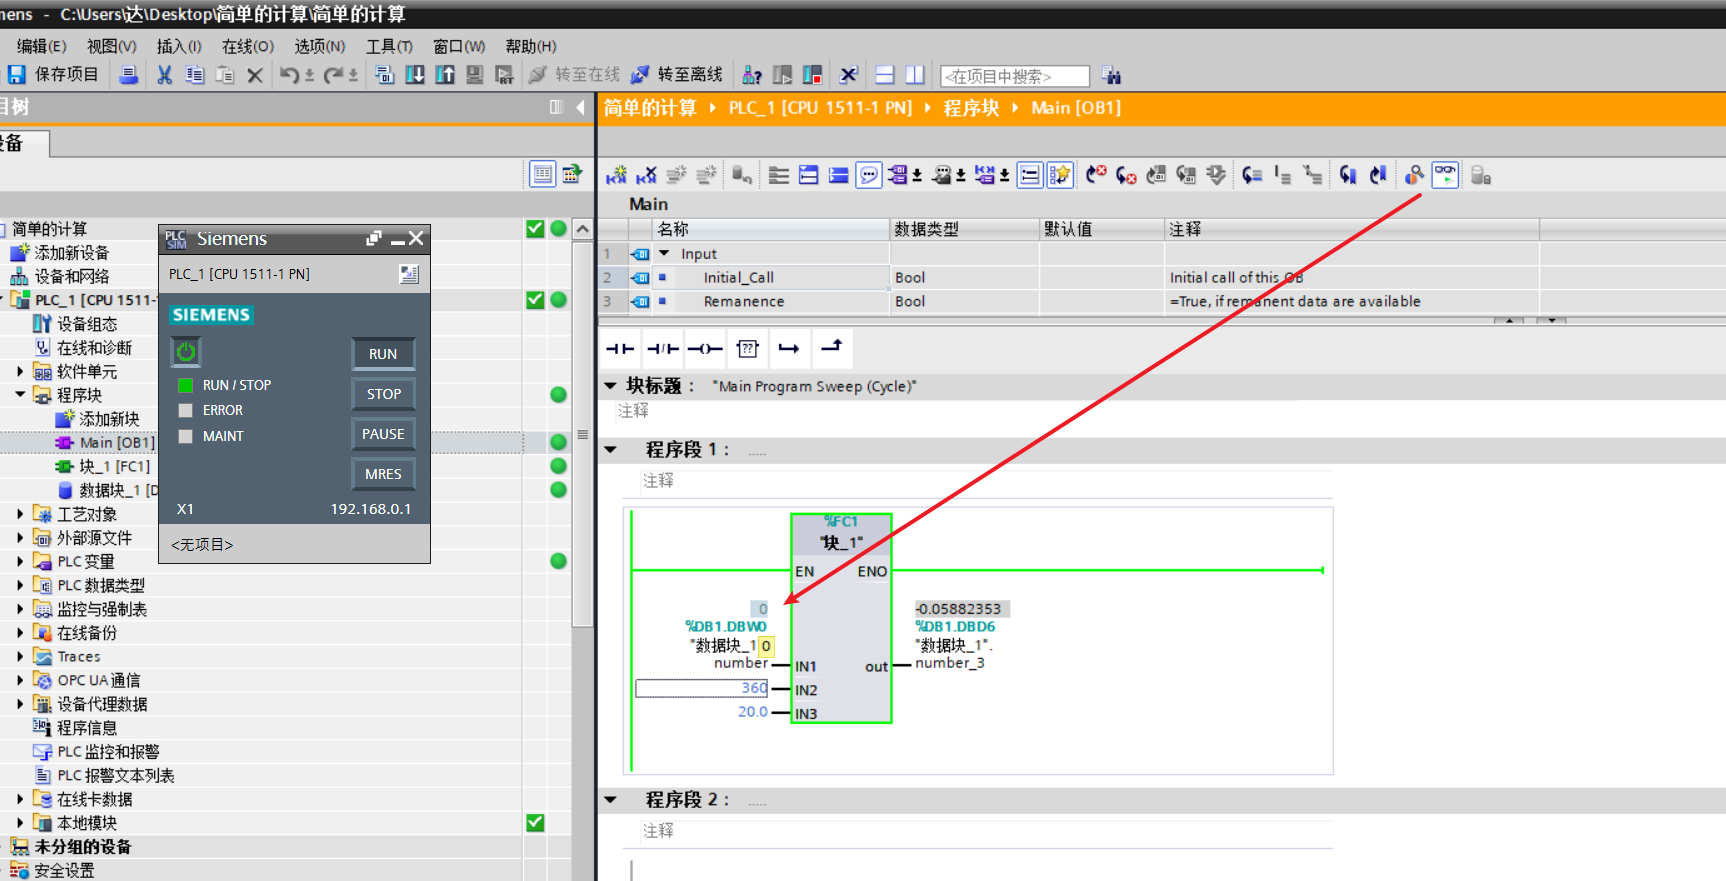 mens - C:\Users\达\Desktop\简单的计算\简单的计算
编辑(E) 视图(V) 插入(I) 在线(O) 选项(N) 工具(T) 窗口(W) 帮助(H)
保存项目 转至在线 转至离线 <在项目中搜索>
目树
设备
简单的计算
添加新设备
设备和网络
PLC_1 [CPU 1511-
设备组态
在线和诊断
软件单元
程序块
添加新块
Main [OB1]
块_1 [FC1]
数据块_1 [D
工艺对象
外部源文件
PLC 变量
PLC 数据类型
监控与强制表
在线备份
Traces
OPC UA 通信
设备代理数据
程序信息
PLC 监控和报警
PLC 报警文本列表
在线卡数据
本地模块
未分组的设备
安全设置
PLC SIM Siemens
PLC_1 [CPU 1511-1 PN]
SIEMENS
RUN
RUN / STOP
STOP
ERROR
PAUSE
MAINT
MRES
X1 192.168.0.1
<无项目>
简单的计算 PLC_1 [CPU 1511-1 PN] 程序块 Main [OB1]
Main
名称 数据类型 默认值 注释
1 Input
2 Initial_Call Bool Initial call of this OB
3 Remanence Bool =True, if remanent data are available
??
块标题： "Main Program Sweep (Cycle)"
注释
程序段 1： .....
注释
%FC1
"块_1"
EN ENO
0
%DB1.DBW0
"数据块_1 0
number IN1
360 IN2
20.0 IN3
-0.05882353
%DB1.DBD6
"数据块_1".
out number_3
程序段 2： .....
注释